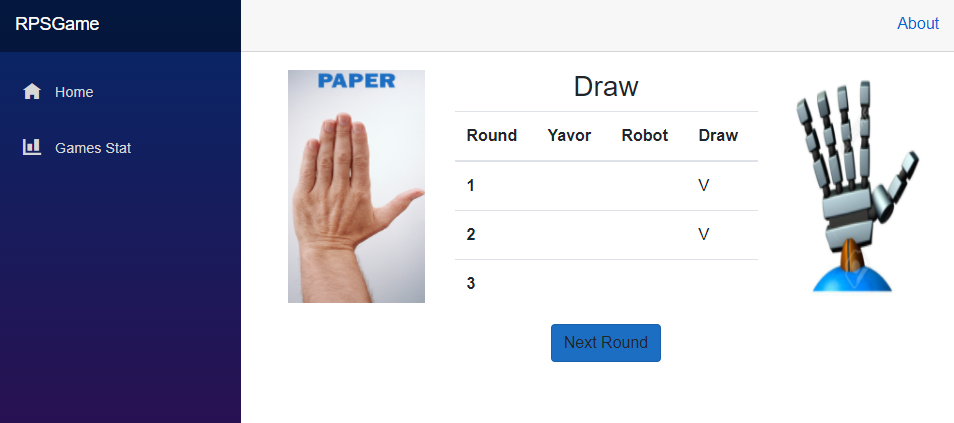 RPSGame
About
Home
Games Stat
PAPER
Draw
Round Yavor Robot Draw
1 V
2 V
3
Next Round